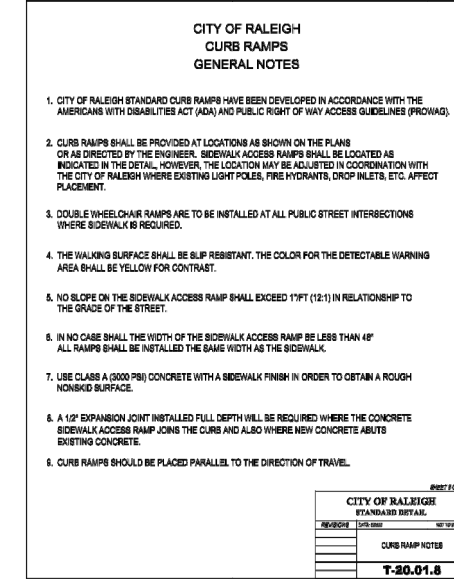 CITY OF RALEIGH
CURB RAMPS
GENERAL NOTES
1. CITY OF RALEIGH STANDARD CURB RAMPS HAVE BEEN DEVELOPED IN ACCORDANCE WITH THE
AMERICANS WITH DISABILITIES ACT (ADA) AND PUBLIC RIGHT OF WAY ACCESS GUIDELINES (PROWAG).
2. CURB RAMPS SHALL BE PROVIDED AT LOCATIONS AS SHOWN ON THE PLANS
OR AS DIRECTED BY THE ENGINEER. SIDEWALK ACCESS RAMPS SHALL BE LOCATED AS
INDICATED IN THE DETAIL, HOWEVER, THE LOCATION MAY BE ADJUSTED IN COORDINATION WITH
THE CITY OF RALEIGH WHERE EXISTING LIGHT POLES, FIRE HYDRANTS, DROP INLETS, ETC. AFFECT
PLACEMENT.
3. DOUBLE WHEELCHAIR RAMPS ARE TO BE INSTALLED AT ALL PUBLIC STREET INTERSECTIONS
WHERE SIDEWALK IS REQUIRED.
4. THE WALKING SURFACE SHALL BE SLIP RESISTANT. THE COLOR FOR THE DETECTABLE WARNING
AREA SHALL BE YELLOW FOR CONTRAST.
5. NO SLOPE ON THE SIDEWALK ACCESS RAMP SHALL EXCEED 1"/FT (12:1) IN RELATIONSHIP TO
THE GRADE OF THE STREET.
6. IN NO CASE SHALL THE WIDTH OF THE SIDEWALK ACCESS RAMP BE LESS THAN 48"
ALL RAMPS SHALL BE INSTALLED THE SAME WIDTH AS THE SIDEWALK.
7. USE CLASS A (3000 PSI) CONCRETE WITH A SIDEWALK FINISH IN ORDER TO OBTAIN A ROUGH
NONSKID SURFACE.
8. A 1/2" EXPANSION JOINT INSTALLED FULL DEPTH WILL BE REQUIRED WHERE THE CONCRETE
SIDEWALK ACCESS RAMP JOINS THE CURB AND ALSO WHERE NEW CONCRETE ABUTS
EXISTING CONCRETE.
9. CURB RAMPS SHOULD BE PLACED PARALLEL TO THE DIRECTION OF TRAVEL.
SHEET 8
CITY OF RALEIGH
STANDARD DETAIL
REVISIONS
CURB RAMP NOTES
T-20.01.8